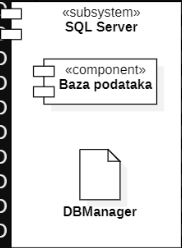 «subsystem»
SQL Server
«component»
Baza podataka
DBManager